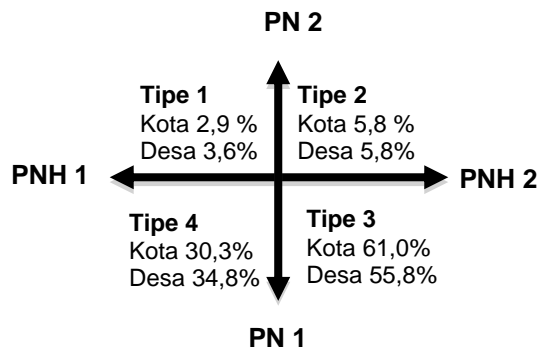 PN 2
Tipe 1
Kota 2,9 %
Desa 3,6%
Tipe 2
Kota 5,8 %
Desa 5,8%
PNH 1
PNH 2
Tipe 4
Kota 30,3%
Desa 34,8%
Tipe 3
Kota 61,0%
Desa 55,8%
PN 1